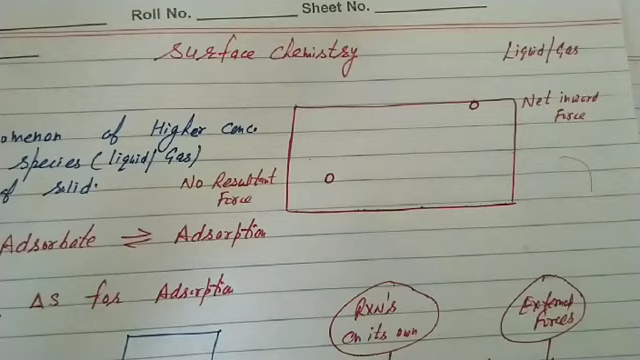 Roll No.
Sheet No.
Surface Chemistry
Liquid/Gas
omenon of Higher conc.
species (liquid/Gas)
of solid.
Net inward
Force
No Resultant
Force
Adsorbate ⇌ Adsorption
ΔS for Adsorption
Rxn's
on its own
External
Forces